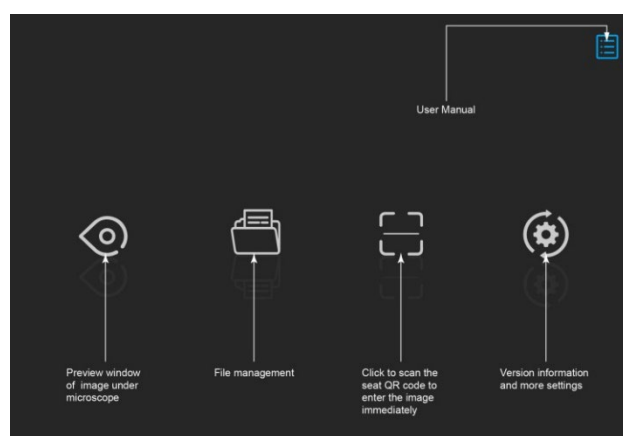 User Manual
Preview window
of image under
microscope
File management
Click to scan the
seat QR code to
enter the image
immediately
Version information
and more settings